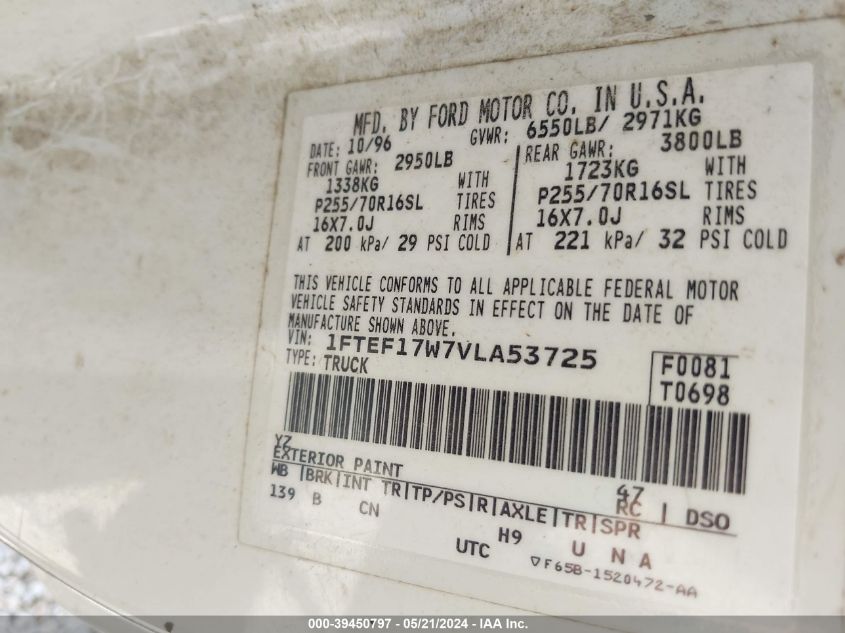 MFD. BY FORD MOTOR CO. IN U.S.A.
DATE: 10/96 GVWR: 6550LB/ 2971KG
FRONT GAWR: 2950LB REAR GAWR: 3800LB
1338KG WITH 1723KG WITH
P255/70R16SL TIRES P255/70R16SL TIRES
16X7.0J RIMS 16X7.0J RIMS
AT 200 kPa/ 29 PSI COLD AT 221 kPa/ 32 PSI COLD
THIS VEHICLE CONFORMS TO ALL APPLICABLE FEDERAL MOTOR
VEHICLE SAFETY STANDARDS IN EFFECT ON THE DATE OF
MANUFACTURE SHOWN ABOVE.
VIN: 1FTEF17W7VLA53725
TYPE: TRUCK
F0081
T0698
YZ
EXTERIOR PAINT 47
WB |BRK|INT TR|TP/PS|R|AXLE|TR|SPR RC | DSO
139 B CN H9 U N A
UTC ▽F65B-1520472-AA
000-39450797 - 05/21/2024 - IAA Inc.